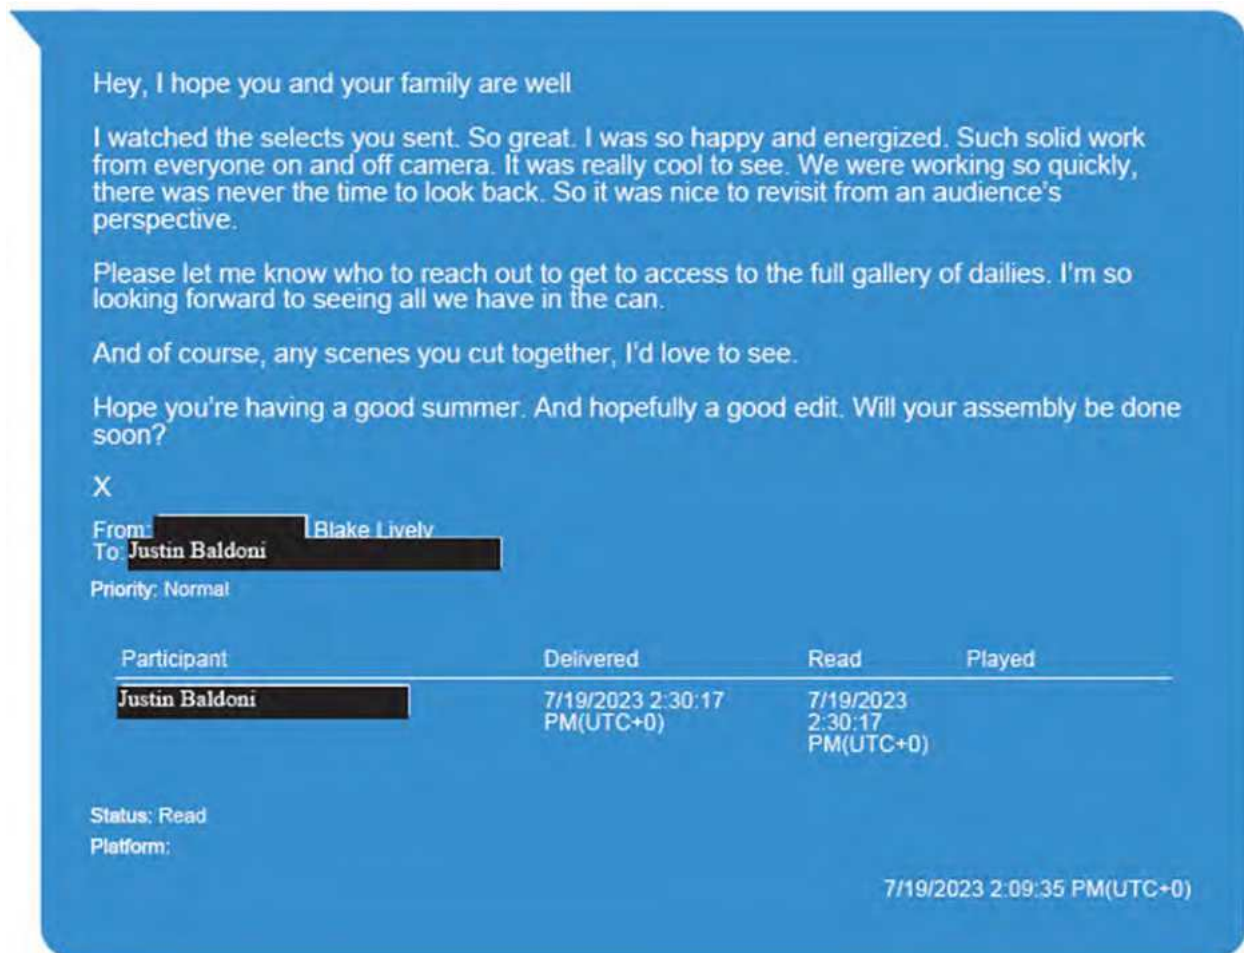 Hey, I hope you and your family are well
I watched the selects you sent. So great. I was so happy and energized. Such solid work
from everyone on and off camera. It was really cool to see. We were working so quickly,
there was never the time to look back. So it was nice to revisit from an audience's
perspective.
Please let me know who to reach out to get to access to the full gallery of dailies. I'm so
looking forward to seeing all we have in the can.
And of course, any scenes you cut together, I'd love to see.
Hope you're having a good summer. And hopefully a good edit. Will your assembly be done
soon?
X
From: Blake Lively
To: Justin Baldoni
Priority: Normal
Participant Delivered Read Played
Justin Baldoni 7/19/2023 2:30:17 7/19/2023
PM(UTC+0) 2:30:17
PM(UTC+0)
Status: Read
Platform:
7/19/2023 2:09:35 PM(UTC+0)